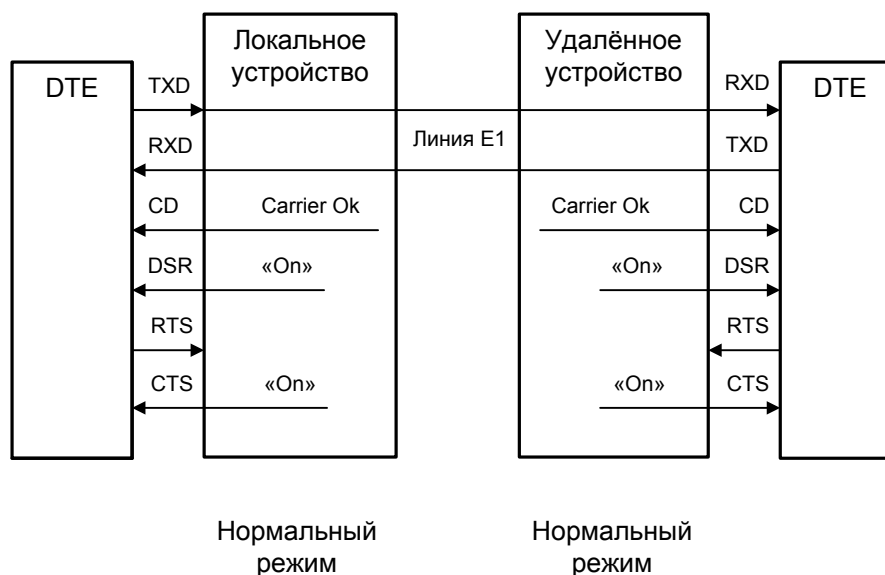 Локальное
устройство
Удалённое
устройство
DTE
TXD
RXD
DTE
RXD
Линия E1
TXD
CD
Carrier Ok
Carrier Ok
CD
DSR
«On»
«On»
DSR
RTS
RTS
CTS
«On»
«On»
CTS
Нормальный
режим
Нормальный
режим